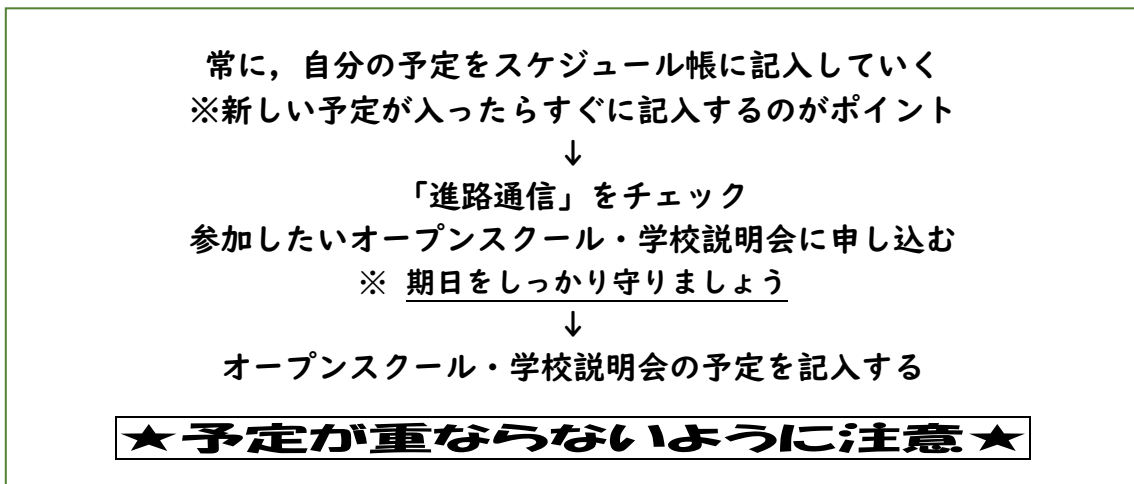 常に，自分の予定をスケジュール帳に記入していく
※新しい予定が入ったらすぐに記入するのがポイント
↓
「進路通信」をチェック
参加したいオープンスクール・学校説明会に申し込む
※ 期日をしっかり守りましょう
↓
オープンスクール・学校説明会の予定を記入する
★予定が重ならないように注意★